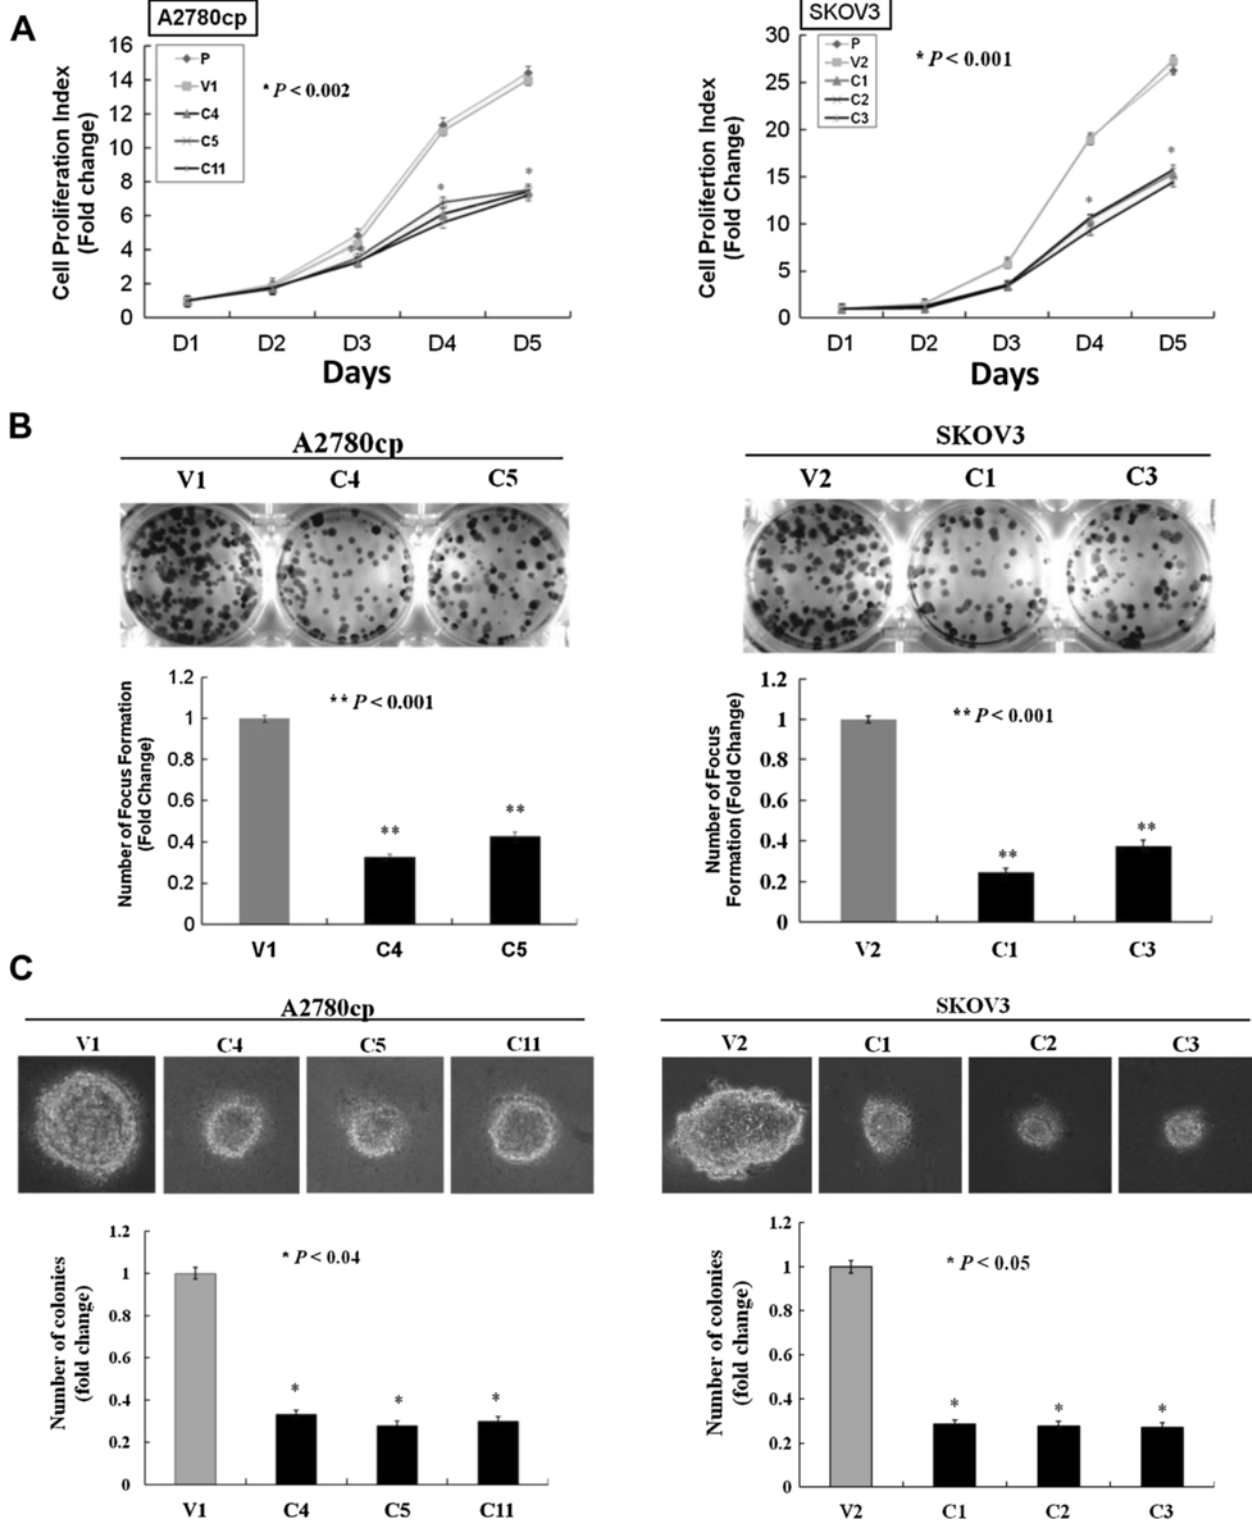 A
A2780cp
16
14
12
10
8
6
4
2
0
P
V1
C4
C5
C11
* P < 0.002
*
*
**
Cell Proliferation Index
(Fold change)
D1 D2 D3 D4 D5
Days
SKOV3
30
25
20
15
10
5
0
P
V2
C1
C2
C3
* P < 0.001
*
*
Cell Prolifertion Index
(Fold Change)
D1 D2 D3 D4 D5
Days
B
A2780cp
V1 C4 C5
1.2
1
0.8
0.6
0.4
0.2
0
** P < 0.001
**
**
Number of Focus Formation
(Fold Change)
V1 C4 C5
SKOV3
V2 C1 C3
1.2
1
0.8
0.6
0.4
0.2
0
** P < 0.001
**
**
Number of Focus
Formation (Fold Change)
V2 C1 C3
C
A2780cp
V1 C4 C5 C11
1.2
1
0.8
0.6
0.4
0.2
0
* P < 0.04
* * *
Number of colonies
(fold change)
V1 C4 C5 C11
SKOV3
V2 C1 C2 C3
1.2
1
0.8
0.6
0.4
0.2
0
* P < 0.05
* * *
Number of colonies
(fold change)
V2 C1 C2 C3